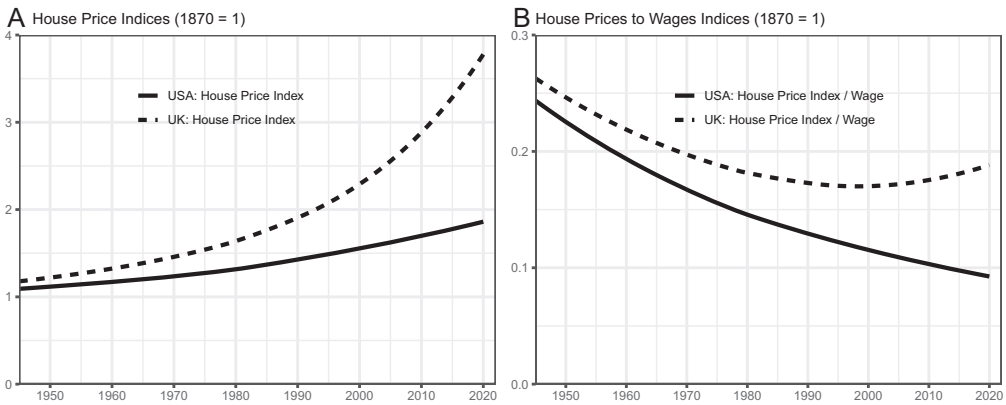 A House Price Indices (1870 = 1)
4
3
2
1
0
USA: House Price Index
UK: House Price Index
1950 1960 1970 1980 1990 2000 2010 2020
B House Prices to Wages Indices (1870 = 1)
0.3
0.2
0.1
0.0
USA: House Price Index / Wage
UK: House Price Index / Wage
1950 1960 1970 1980 1990 2000 2010 2020